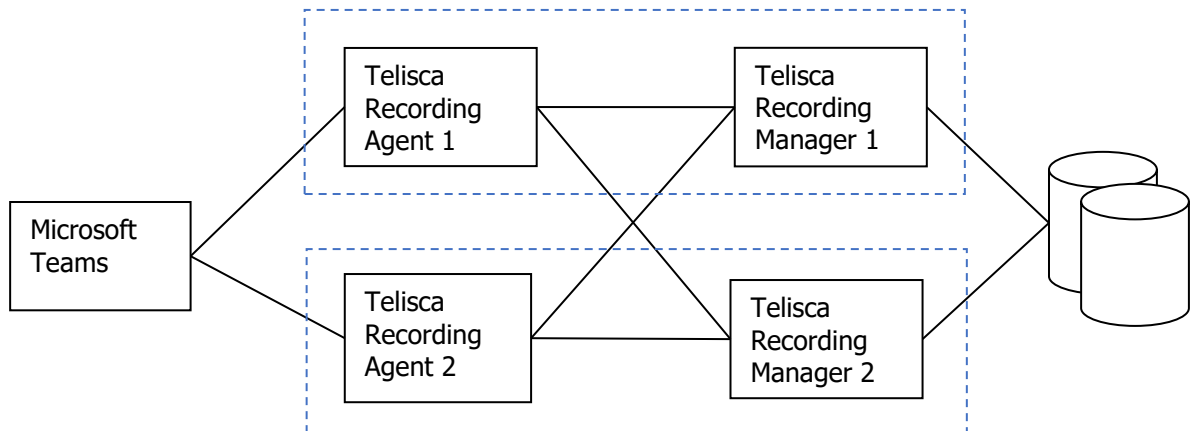 Telisca
Recording
Agent 1
Telisca
Recording
Manager 1
Microsoft
Teams
Telisca
Recording
Agent 2
Telisca
Recording
Manager 2